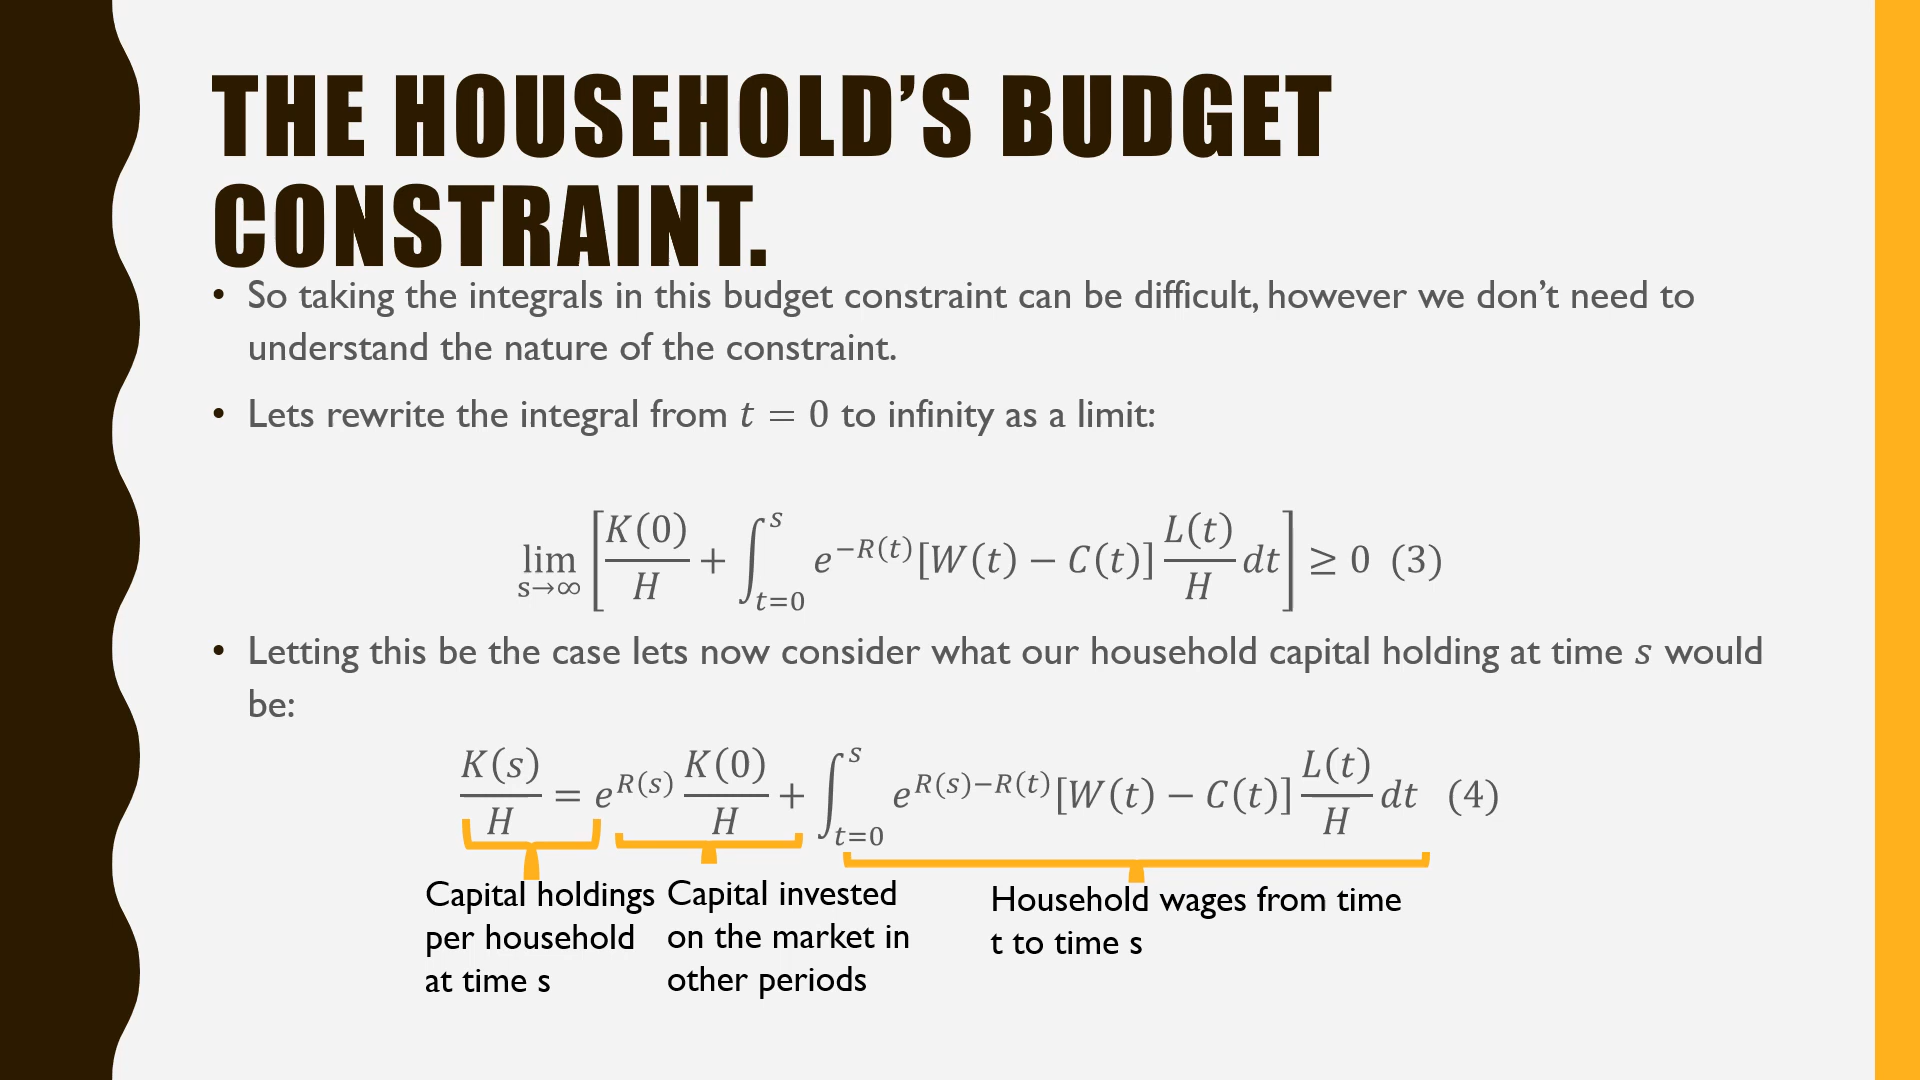 THE HOUSEHOLD’S BUDGET
CONSTRAINT.
• So taking the integrals in this budget constraint can be difficult, however we don’t need to
understand the nature of the constraint.
• Lets rewrite the integral from t = 0 to infinity as a limit:
lim_{s→∞} [K(0)/H + ∫_{t=0}^{s} e^{−R(t)}[W(t) − C(t)] L(t)/H dt] ≥ 0 (3)
• Letting this be the case lets now consider what our household capital holding at time s would
be:
K(s)/H = e^{R(s)} K(0)/H + ∫_{t=0}^{s} e^{R(s)−R(t)}[W(t) − C(t)] L(t)/H dt (4)
Capital holdings
per household
at time s
Capital invested
on the market in
other periods
Household wages from time
t to time s